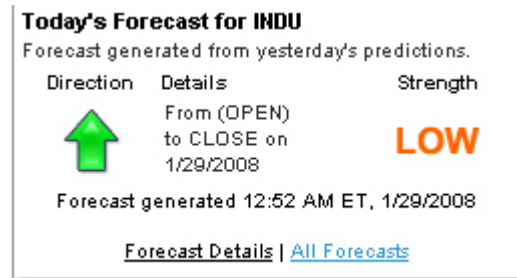 Today's Forecast for INDU
Forecast generated from yesterday's predictions.
Direction Details Strength
From (OPEN)
to CLOSE on
1/29/2008
LOW
Forecast generated 12:52 AM ET, 1/29/2008
Forecast Details | All Forecasts